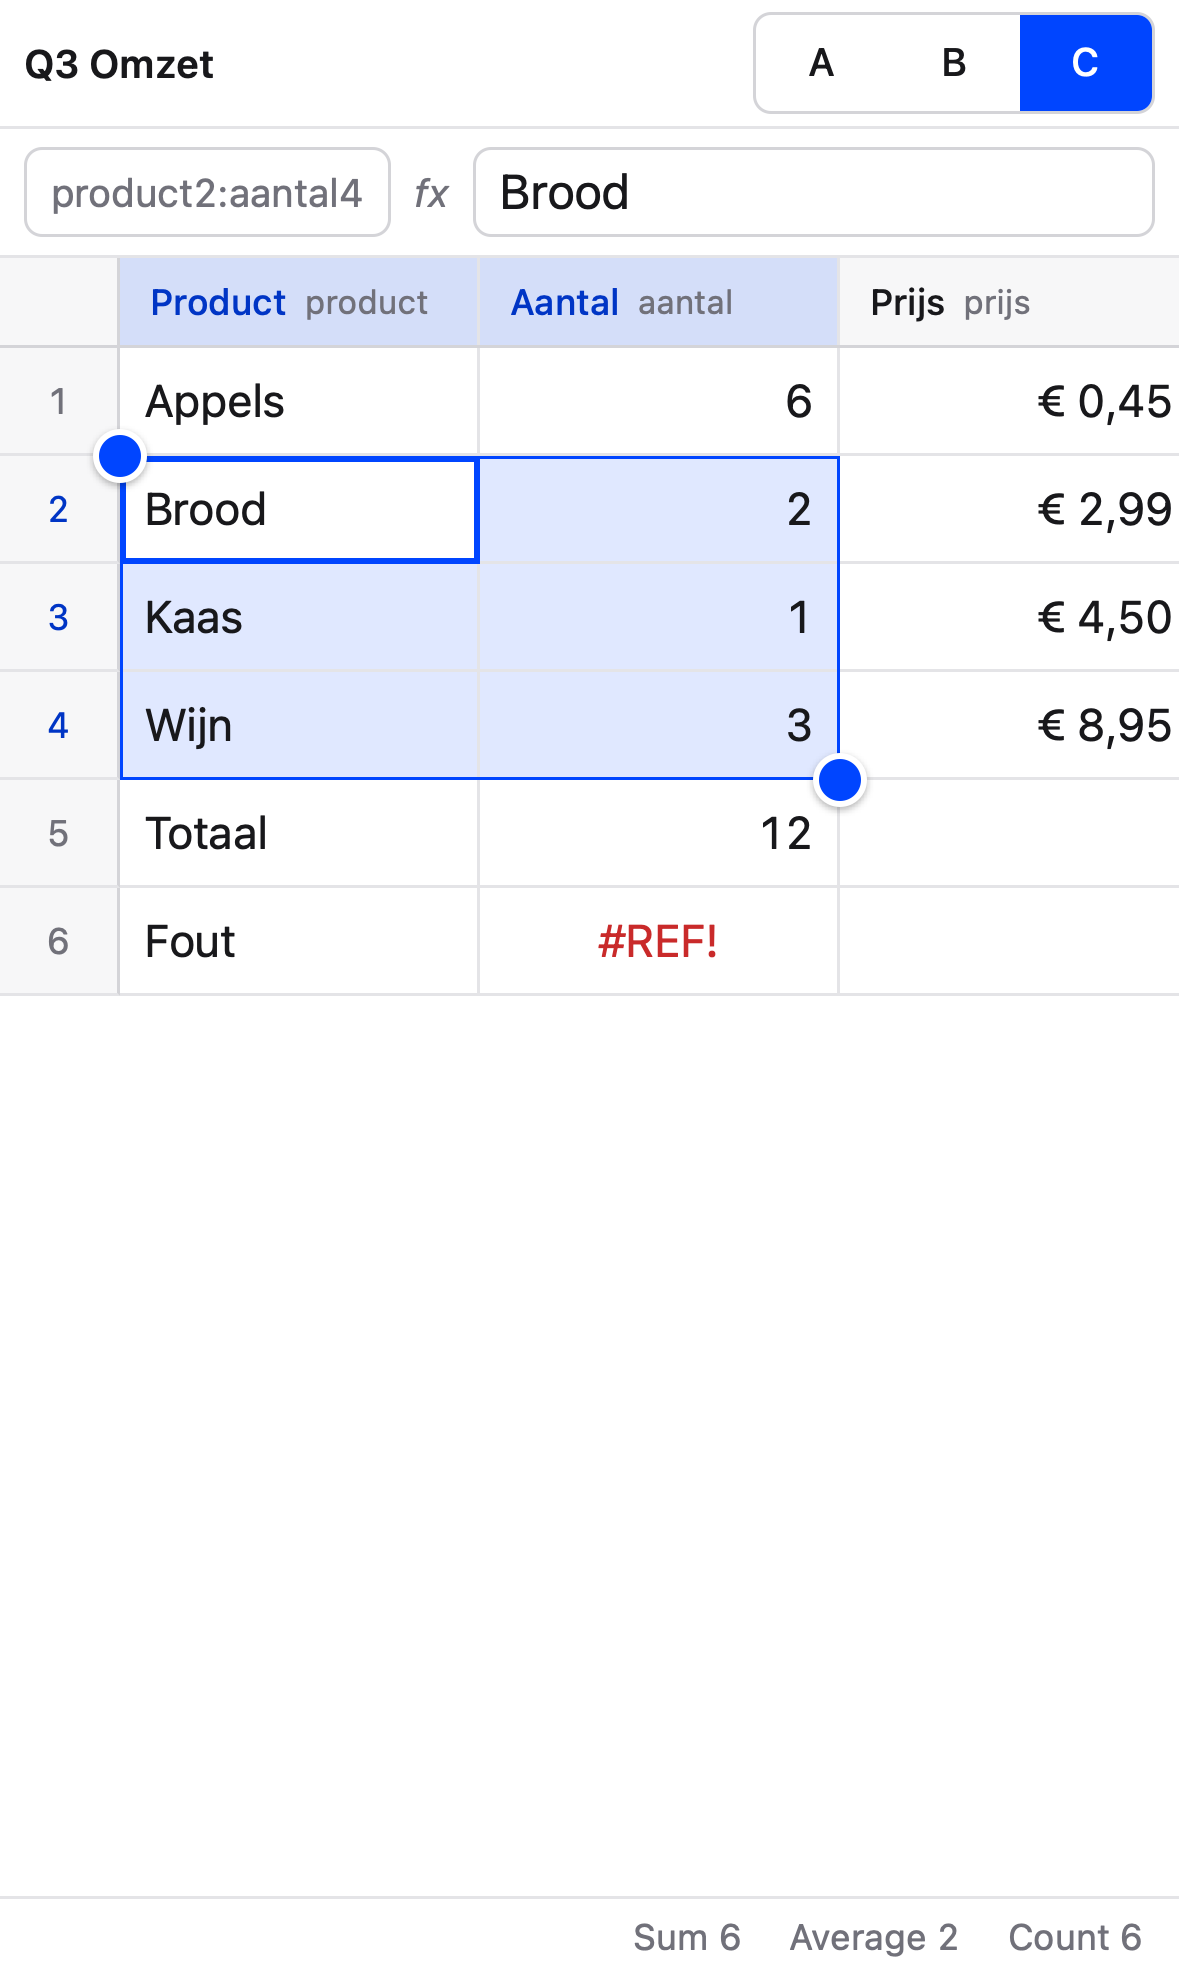 Q3 Omzet A B C
product2:aantal4 fx Brood
Product product Aantal aantal Prijs prijs
1 Appels 6 € 0,45
2 Brood 2 € 2,99
3 Kaas 1 € 4,50
4 Wijn 3 € 8,95
5 Totaal 12
6 Fout #REF!
Sum 6 Average 2 Count 6